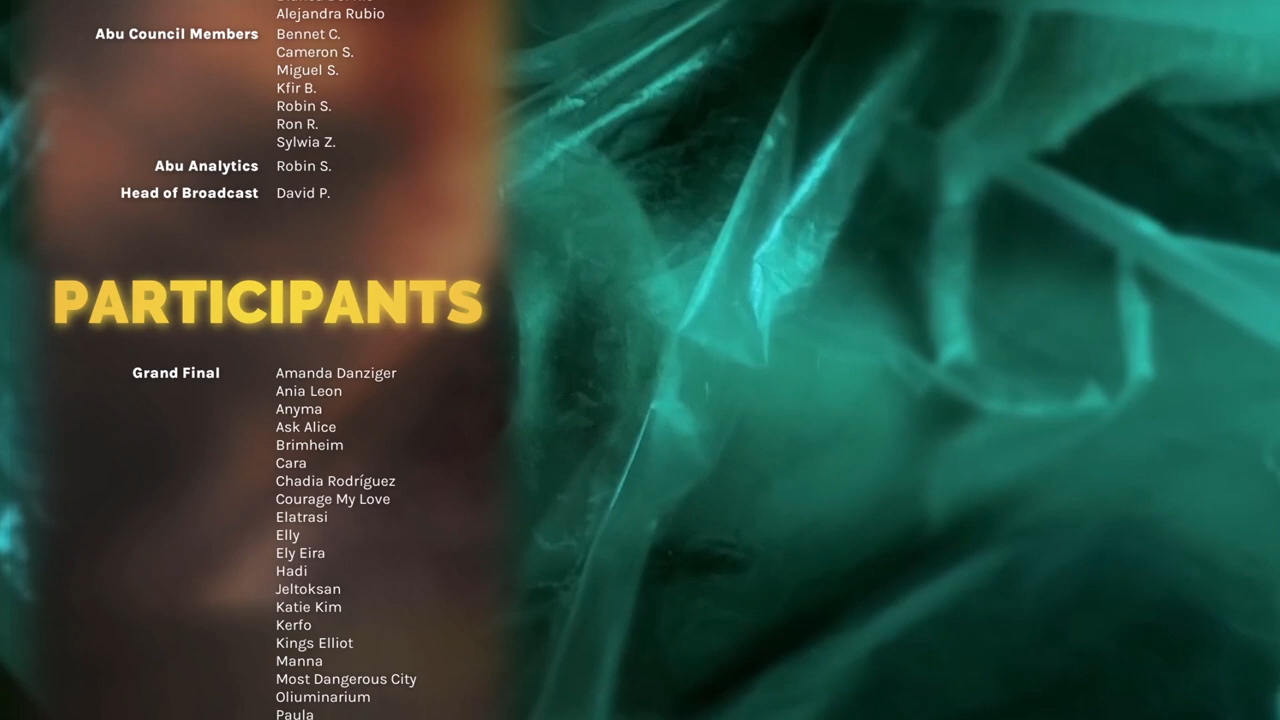 Alejandra Rubio
Abu Council Members Bennet C.
Cameron S.
Miguel S.
Kfir B.
Robin S.
Ron R.
Sylwia Z.
Abu Analytics Robin S.
Head of Broadcast David P.
PARTICIPANTS
Grand Final Amanda Danziger
Ania Leon
Anyma
Ask Alice
Brimheim
Cara
Chadia Rodríguez
Courage My Love
Elatrasi
Elly
Ely Eira
Hadi
Jeltoksan
Katie Kim
Kerfo
Kings Elliot
Manna
Most Dangerous City
Oliuminarium
Paula